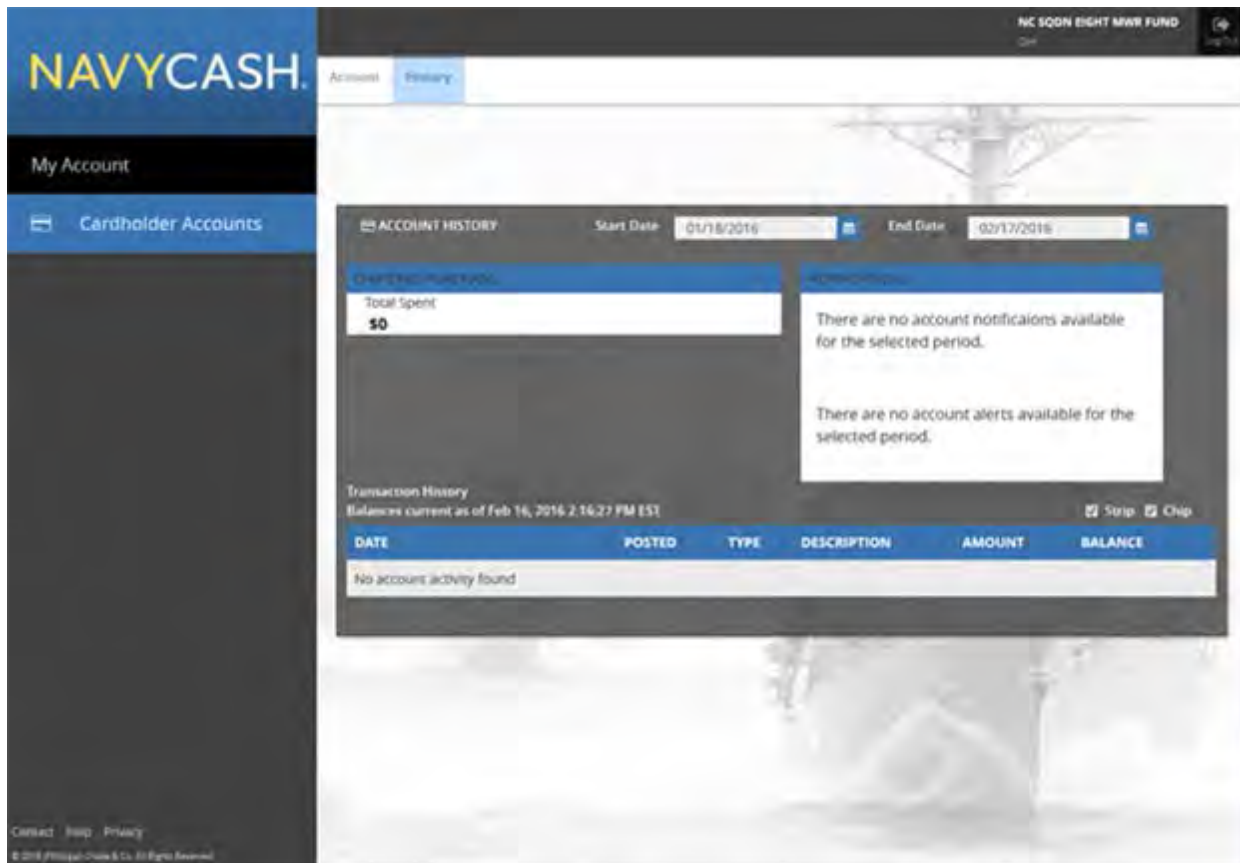 NAVYCASH.
NC SQDN EIGHT MWR FUND
Log Out
Account History
My Account
Cardholder Accounts
ACCOUNT HISTORY Start Date 01/18/2016 End Date 02/17/2016
Total Spent
$0
There are no account notificaions available
for the selected period.
There are no account alerts available for the
selected period.
Transaction History
Balances current as of Feb 16, 2016 2:16:27 PM EST
Strip Chip
DATE POSTED TYPE DESCRIPTION AMOUNT BALANCE
No account activity found
Contact Help Privacy